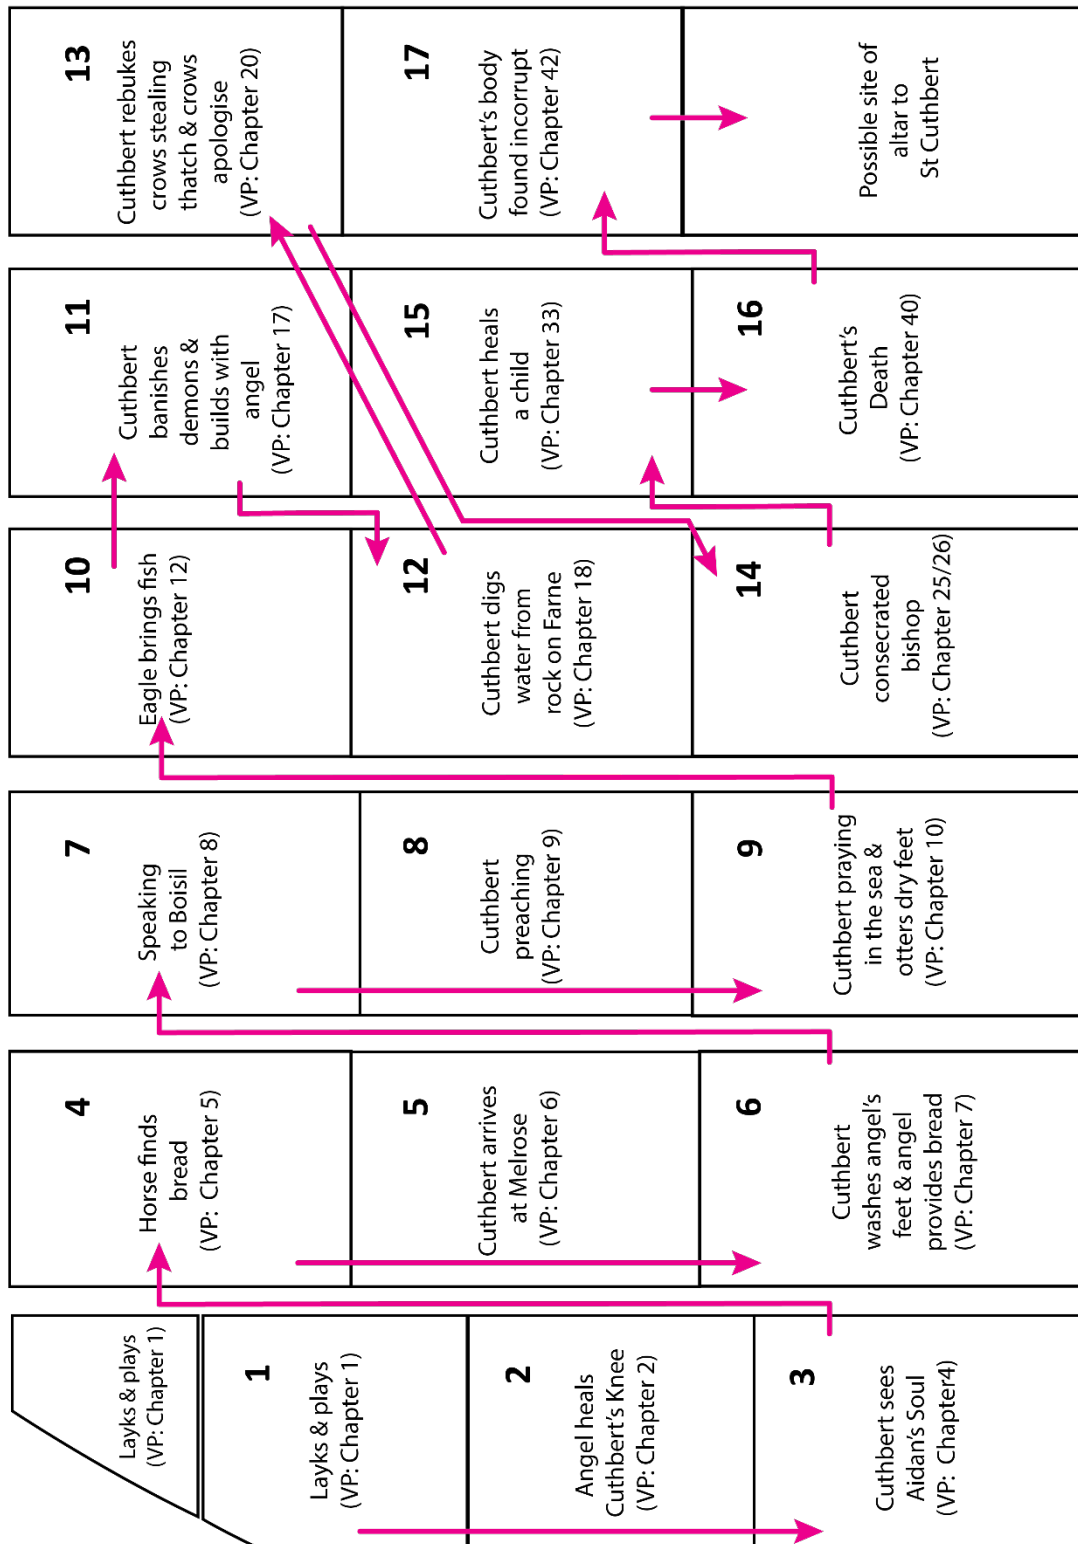 Layks & plays
(VP: Chapter 1)
1
Layks & plays
(VP: Chapter 1)
2
Angel heals
Cuthbert's Knee
(VP: Chapter 2)
3
Cuthbert sees
Aidan's Soul
(VP: Chapter4)
4
Horse finds
bread
(VP: Chapter 5)
5
Cuthbert arrives
at Melrose
(VP: Chapter 6)
6
Cuthbert
washes angel's
feet & angel
provides bread
(VP: Chapter 7)
7
Speaking
to Boisil
(VP: Chapter 8)
8
Cuthbert
preaching
(VP: Chapter 9)
9
Cuthbert praying
in the sea &
otters dry feet
(VP: Chapter 10)
10
Eagle brings fish
(VP: Chapter 12)
11
Cuthbert
banishes
demons &
builds with
angel
(VP: Chapter 17)
12
Cuthbert digs
water from
rock on Farne
(VP: Chapter 18)
13
Cuthbert rebukes
crows stealing
thatch & crows
apologise
(VP: Chapter 20)
14
Cuthbert
consecrated
bishop
(VP: Chapter 25/26)
15
Cuthbert heals
a child
(VP: Chapter 33)
16
Cuthbert's
Death
(VP: Chapter 40)
17
Cuthbert's body
found incorrupt
(VP: Chapter 42)
Possible site of
altar to
St Cuthbert